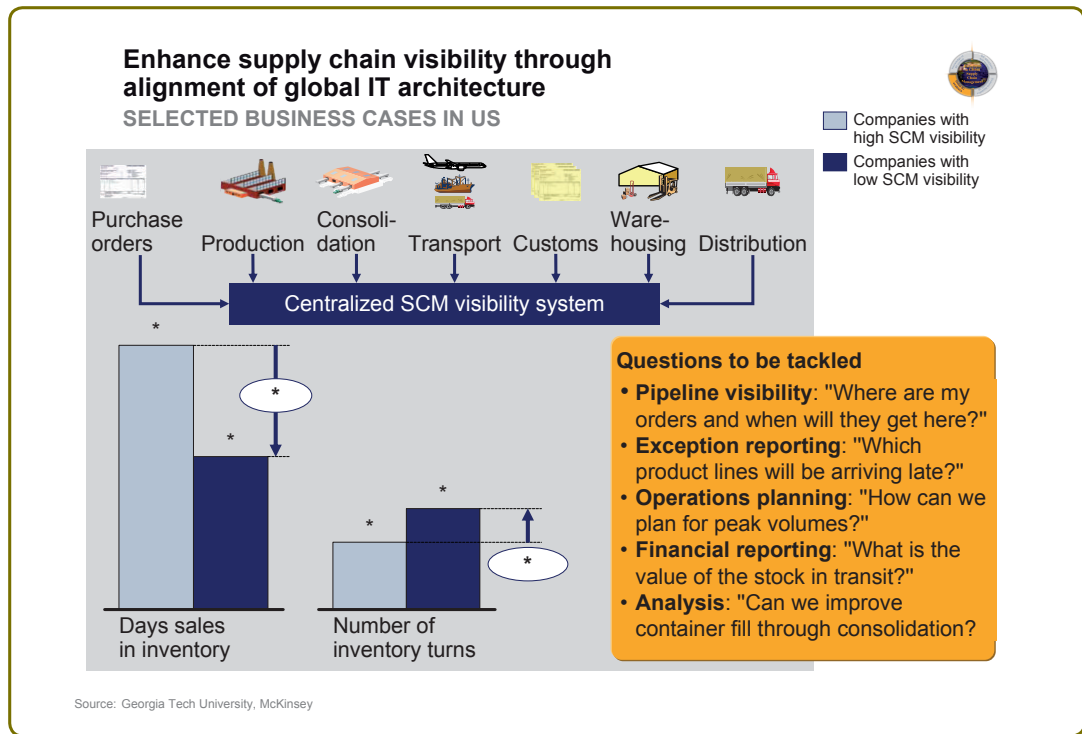 Enhance supply chain visibility through
alignment of global IT architecture
SELECTED BUSINESS CASES IN US
Companies with
high SCM visibility
Companies with
low SCM visibility
Purchase
orders
Production
Consoli-
dation
Transport
Customs
Ware-
housing
Distribution
Centralized SCM visibility system
*
*
*
*
*
*
Days sales
in inventory
Number of
inventory turns
Questions to be tackled
• Pipeline visibility: "Where are my
orders and when will they get here?"
• Exception reporting: "Which
product lines will be arriving late?"
• Operations planning: "How can we
plan for peak volumes?"
• Financial reporting: "What is the
value of the stock in transit?"
• Analysis: "Can we improve
container fill through consolidation?
Source: Georgia Tech University, McKinsey